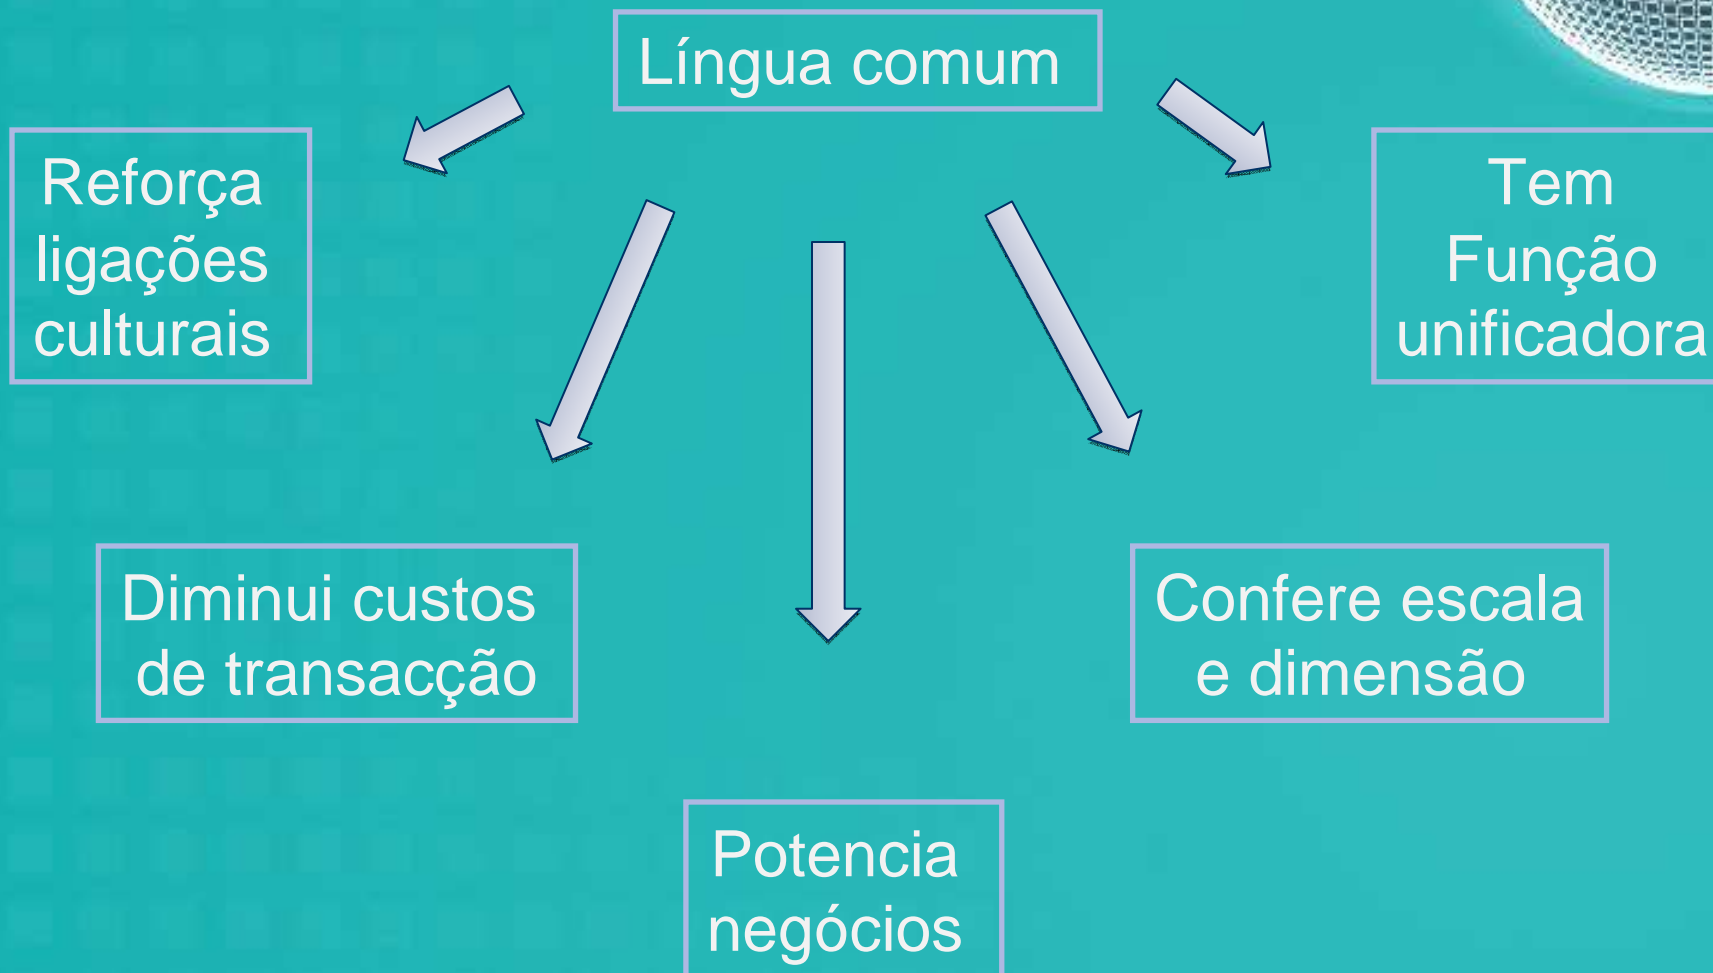 Língua comum
Reforça
ligações
culturais
Tem
Função
unificadora
Diminui custos
de transacção
Confere escala
e dimensão
Potencia
negócios